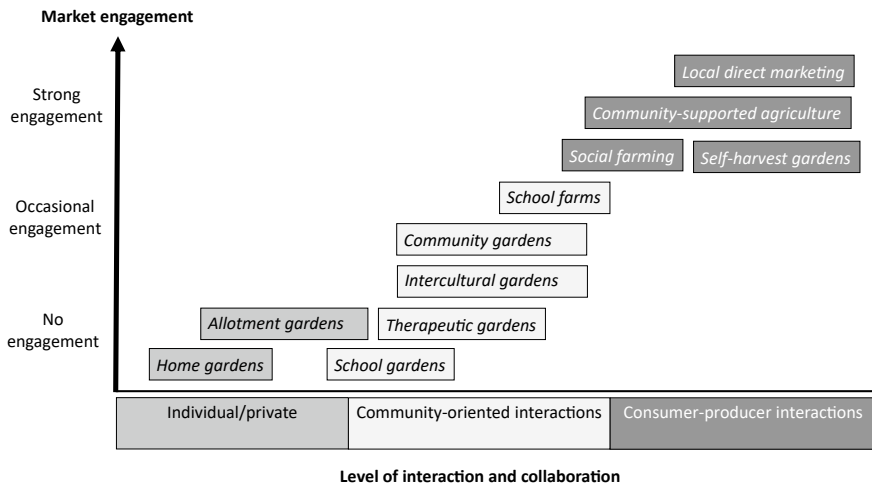 Market engagement
Strong
engagement
Occasional
engagement
No
engagement
Local direct marketing
Community-supported agriculture
Social farming
Self-harvest gardens
School farms
Community gardens
Intercultural gardens
Allotment gardens
Therapeutic gardens
Home gardens
School gardens
Individual/private
Community-oriented interactions
Consumer-producer interactions
Level of interaction and collaboration